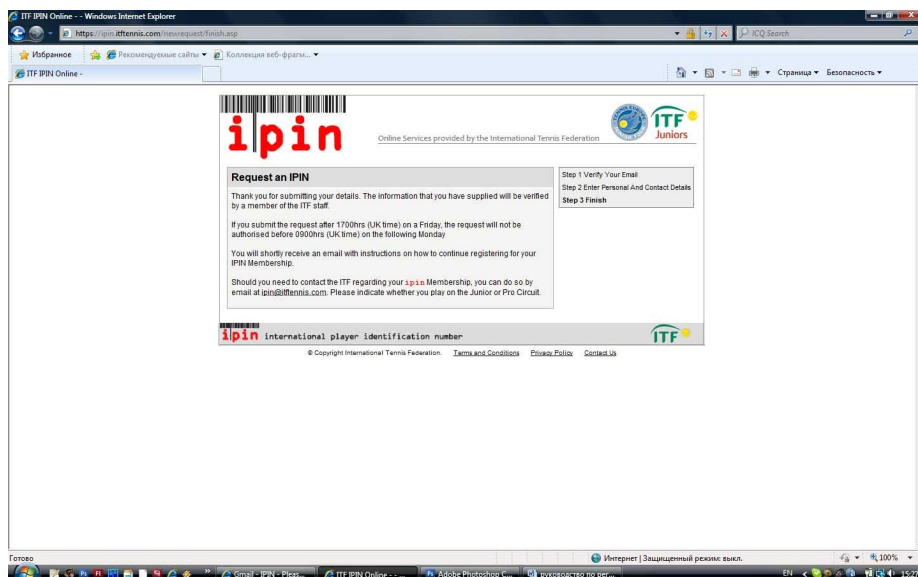 ITF IPIN Online - - Windows Internet Explorer
https://ipin.itftennis.com/newrequest/finish.asp
ICQ Search
Избранное
Рекомендуемые сайты
Коллекция веб-фрагм...
ITF IPIN Online -
Страница
Безопасность
ipin
Online Services provided by the International Tennis Federation
ITF
Juniors
Request an IPIN
Thank you for submitting your details. The information that you have supplied will be verified
by a member of the ITF staff.
If you submit the request after 1700hrs (UK time) on a Friday, the request will not be
authorised before 0900hrs (UK time) on the following Monday
You will shortly receive an email with instructions on how to continue registering for your
IPIN Membership.
Should you need to contact the ITF regarding your ipin Membership, you can do so by
email at ipin@itftennis.com. Please indicate whether you play on the Junior or Pro Circuit.
Step 1 Verify Your Email
Step 2 Enter Personal And Contact Details
Step 3 Finish
ipin international player identification number
ITF
© Copyright International Tennis Federation. Terms and Conditions Privacy Policy Contact Us
Готово
Интернет | Защищенный режим: выкл.
100%
Gmail - IPIN - Pleas...
ITF IPIN Online - - ...
Adobe Photoshop C...
руководство по рег...
EN
15:27